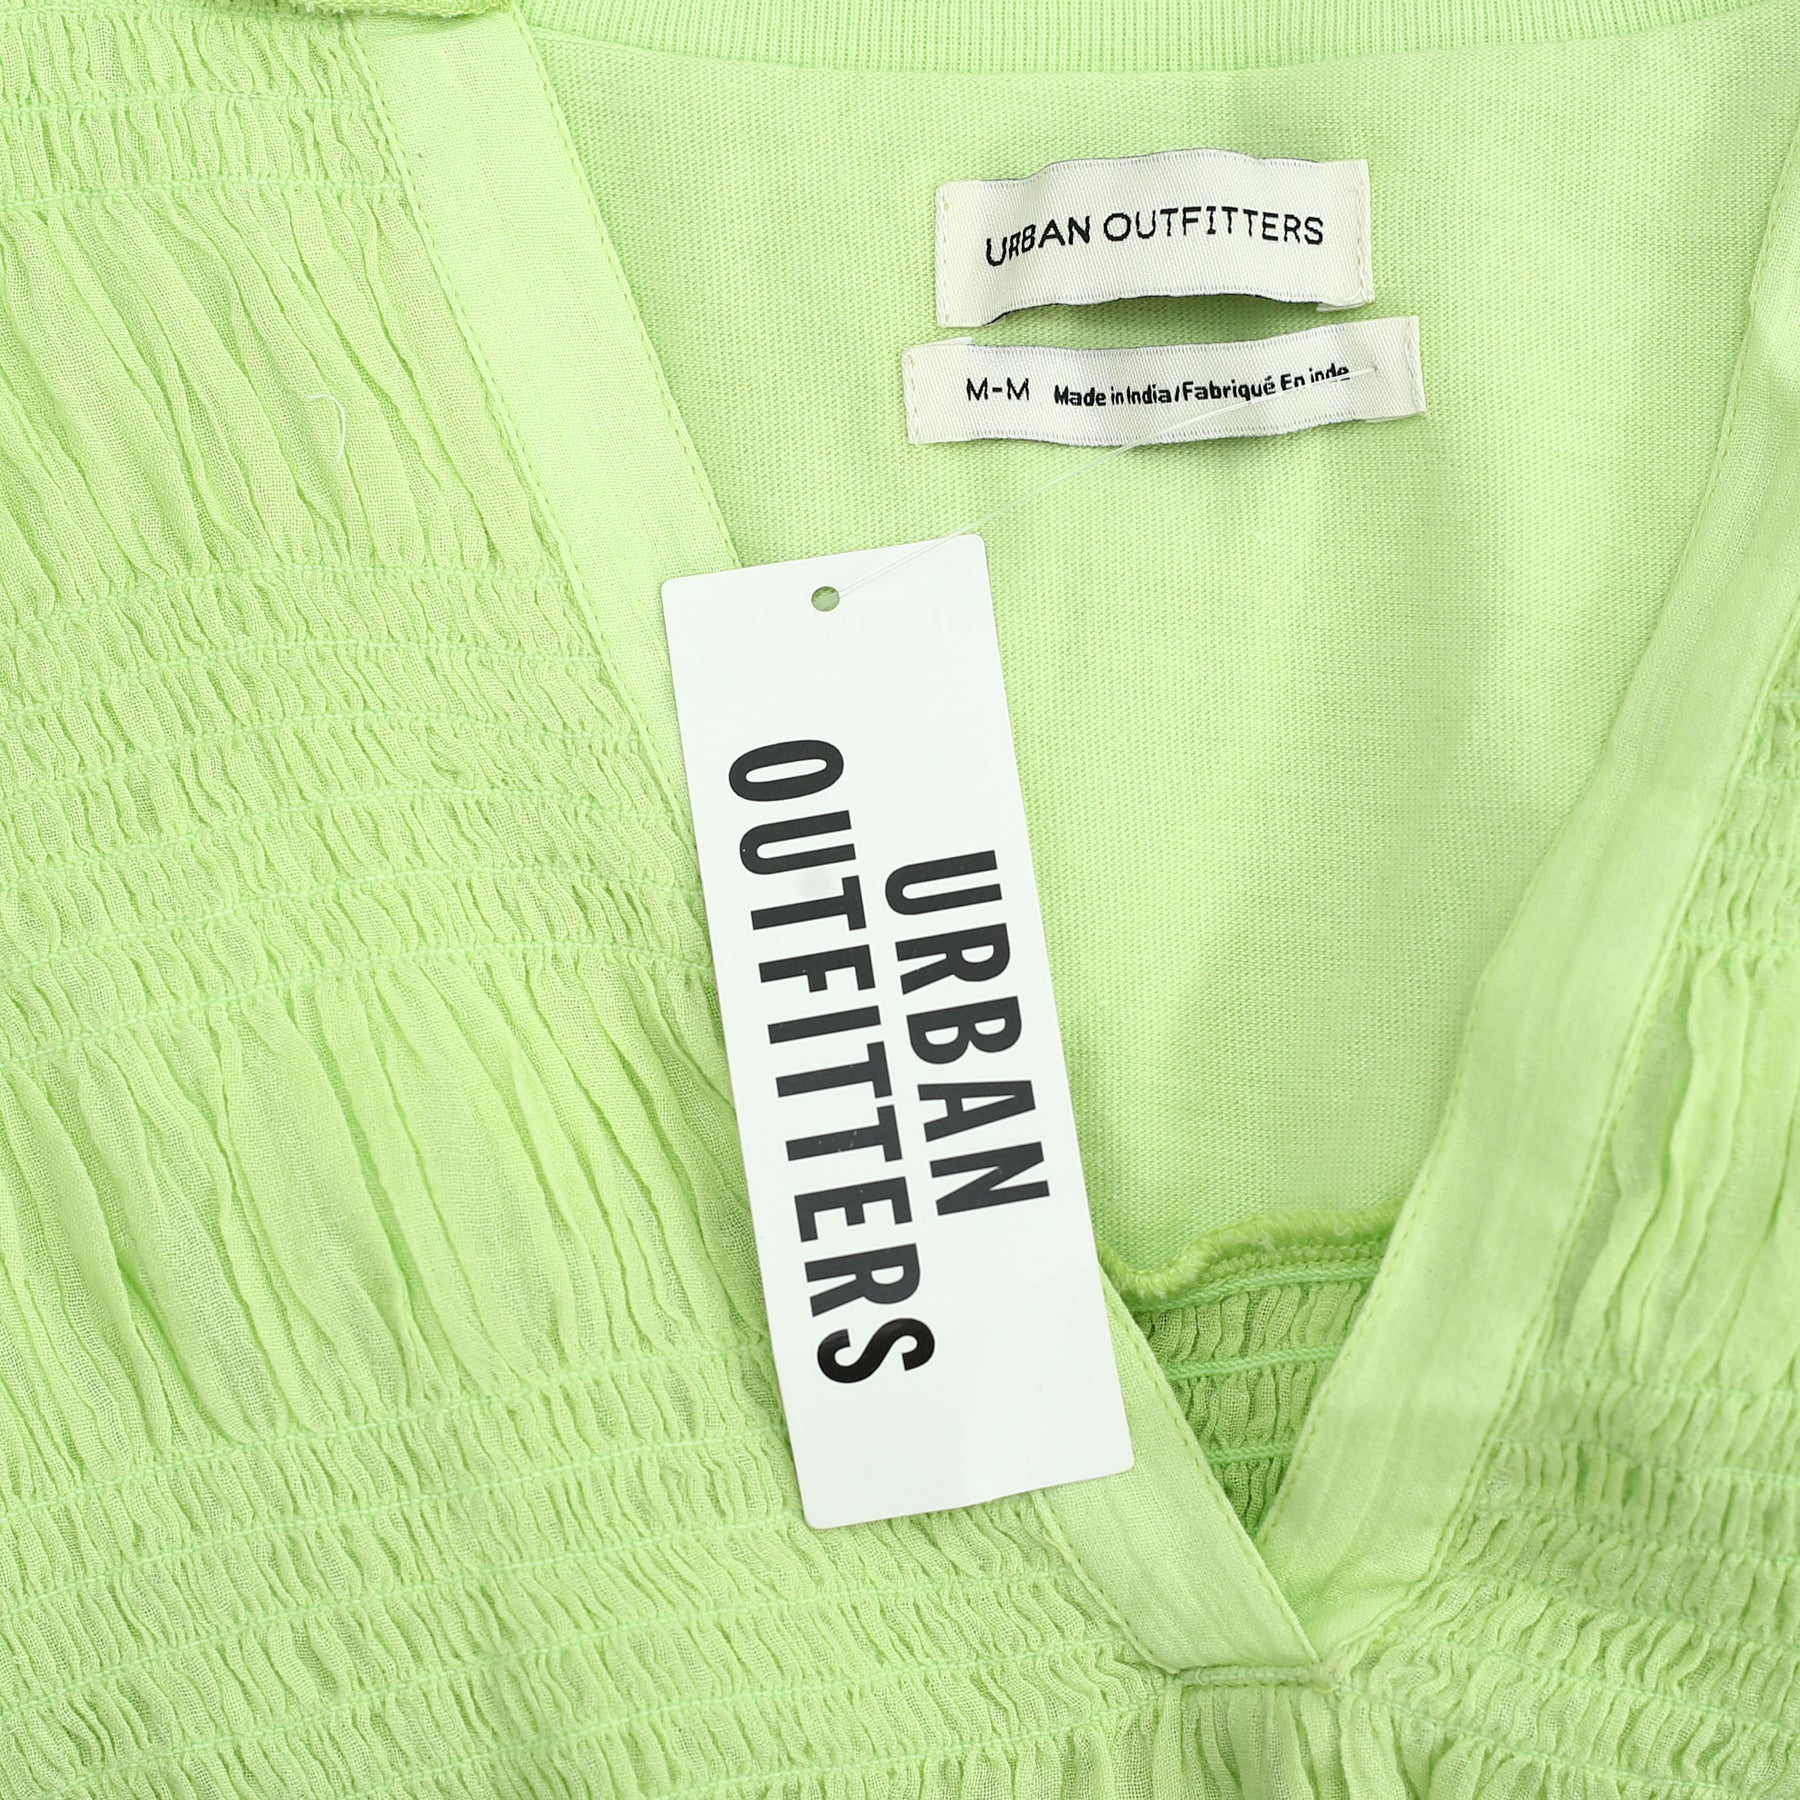 URBAN OUTFITTERS
M-M Made in India/Fabriqué En inde
URBAN
OUTFITTERS